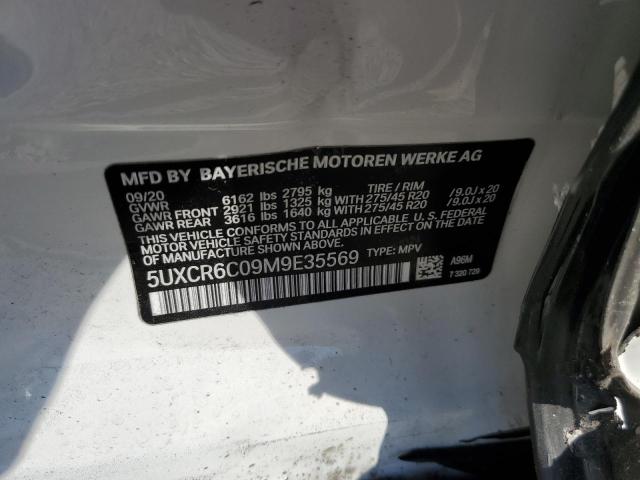 MFD BY BAYERISCHE MOTOREN WERKE AG
09/20 TIRE / RIM
GVWR 6162 lbs 2795 kg
GAWR FRONT 2921 lbs 1325 kg WITH 275/45 R20 / 9.0J x 20
GAWR REAR 3616 lbs 1640 kg WITH 275/45 R20 / 9.0J x 20
THIS VEHICLE CONFORMS TO ALL APPLICABLE U.S. FEDERAL
MOTOR VEHICLE SAFETY STANDARDS IN EFFECT ON THE DATE
OF MANUFACTURE SHOWN ABOVE.
5UXCR6C09M9E35569 TYPE: MPV
A96M
7 320 729